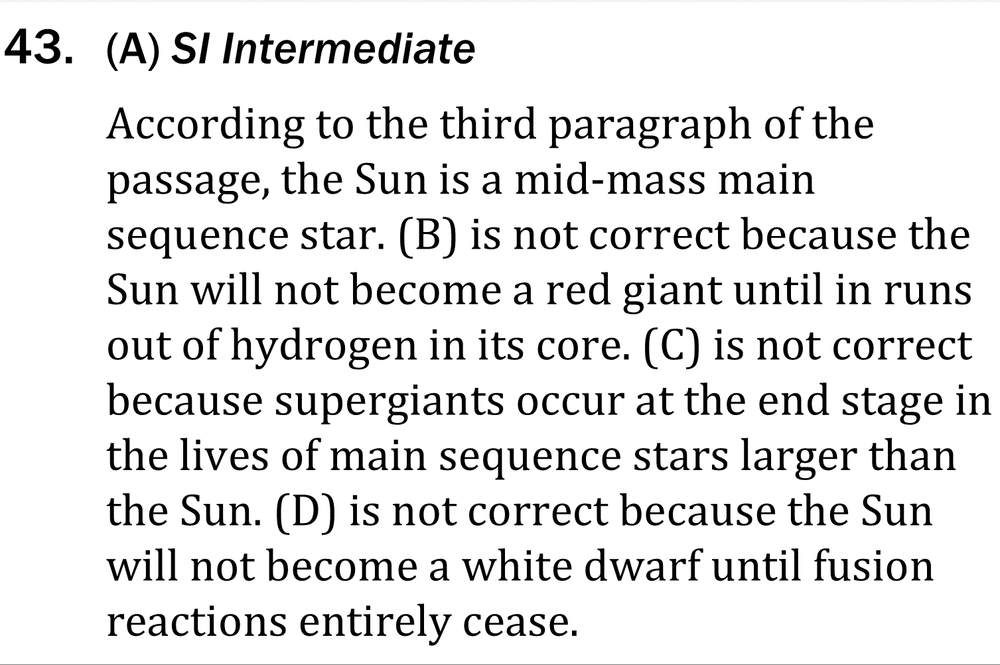 43. (A) SI Intermediate
According to the third paragraph of the
passage, the Sun is a mid-mass main
sequence star. (B) is not correct because the
Sun will not become a red giant until in runs
out of hydrogen in its core. (C) is not correct
because supergiants occur at the end stage in
the lives of main sequence stars larger than
the Sun. (D) is not correct because the Sun
will not become a white dwarf until fusion
reactions entirely cease.